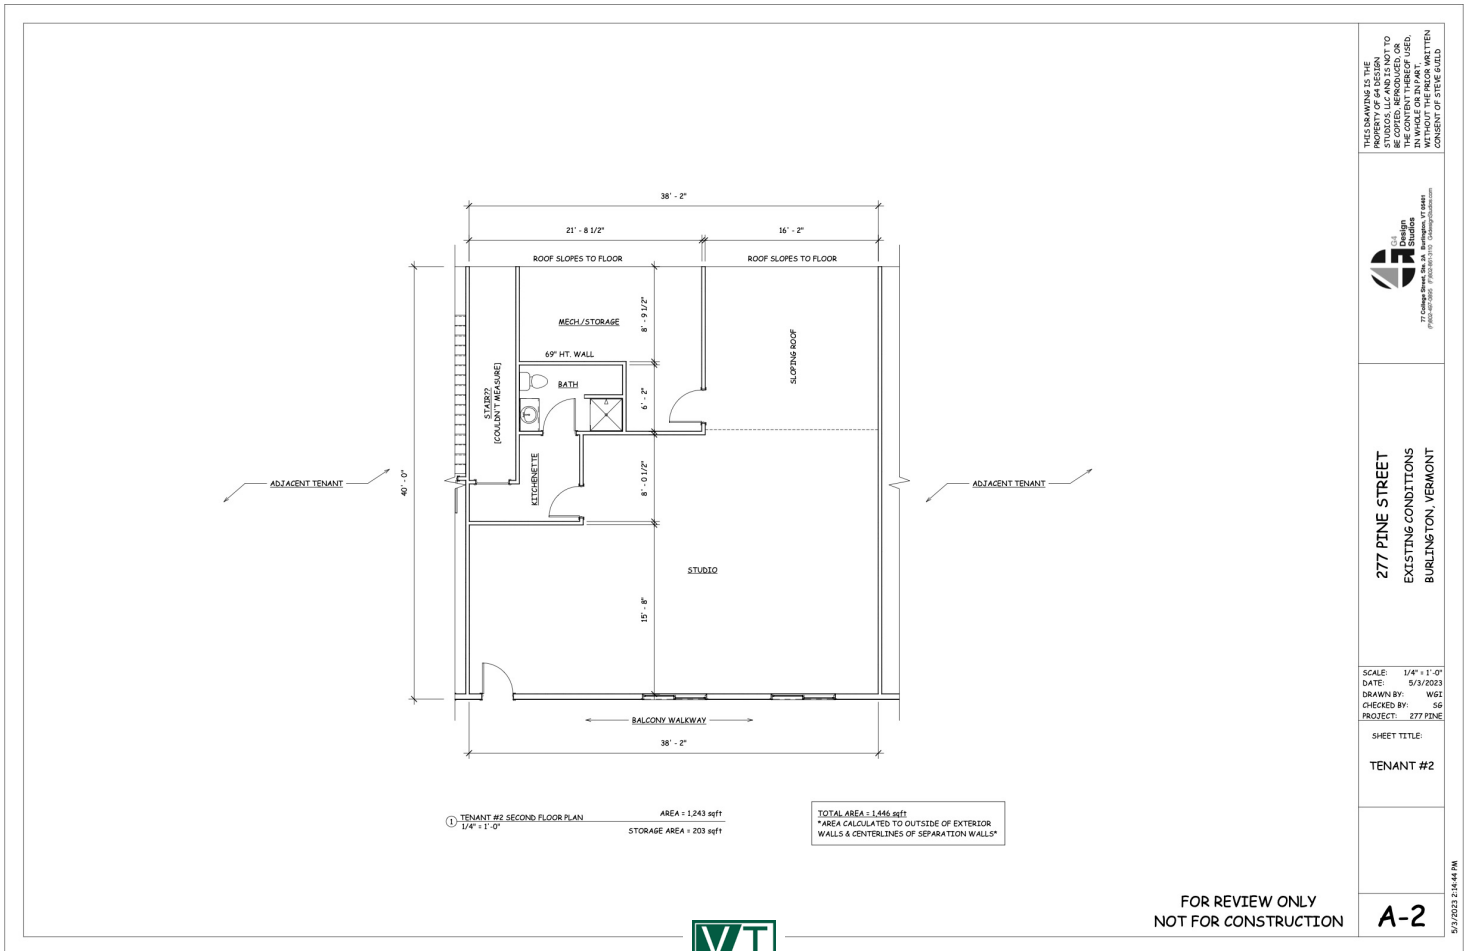 38' - 2"
21' - 8 1/2"
16' - 2"
ROOF SLOPES TO FLOOR
ROOF SLOPES TO FLOOR
MECH./STORAGE
8' - 9 1/2"
69" HT. WALL
SLOPING ROOF
STAIR??
[COULDN'T MEASURE]
BATH
6' - 2"
KITCHENETTE
8' - 0 1/2"
40' - 0"
ADJACENT TENANT
ADJACENT TENANT
STUDIO
15' - 8"
BALCONY WALKWAY
38' - 2"
1
TENANT #2 SECOND FLOOR PLAN
1/4" = 1'-0"
AREA = 1,243 sqft
STORAGE AREA = 203 sqft
TOTAL AREA = 1,446 sqft
*AREA CALCULATED TO OUTSIDE OF EXTERIOR
WALLS & CENTERLINES OF SEPARATION WALLS*
FOR REVIEW ONLY
NOT FOR CONSTRUCTION
VT
THIS DRAWING IS THE
PROPERTY OF G4 DESIGN
STUDIOS, LLC AND IS NOT TO
BE COPIED, REPRODUCED, OR
THE CONTENT THEREOF USED,
IN WHOLE OR IN PART,
WITHOUT THE PRIOR WRITTEN
CONSENT OF STEVE GUILD
G4
Design
Studios
77 College Street, Ste. 2A Burlington, VT 05401
277 PINE STREET
EXISTING CONDITIONS
BURLINGTON, VERMONT
SCALE: 1/4" = 1'-0"
DATE: 5/3/2023
DRAWN BY: WGI
CHECKED BY: SG
PROJECT: 277 PINE
SHEET TITLE:
TENANT #2
A-2
5/3/2023 2:14:44 PM